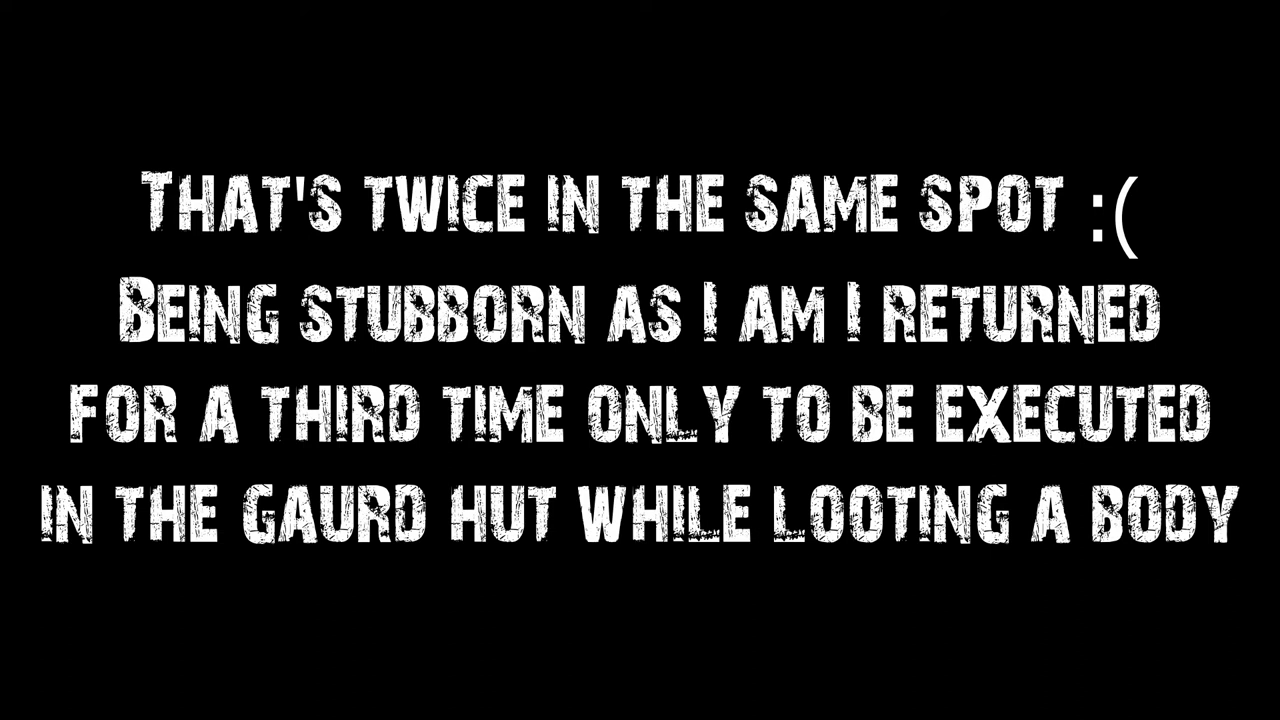 That's twice in the same spot :(
Being stubborn as I am I returned
for a third time only to be executed
in the gaurd hut while looting a body